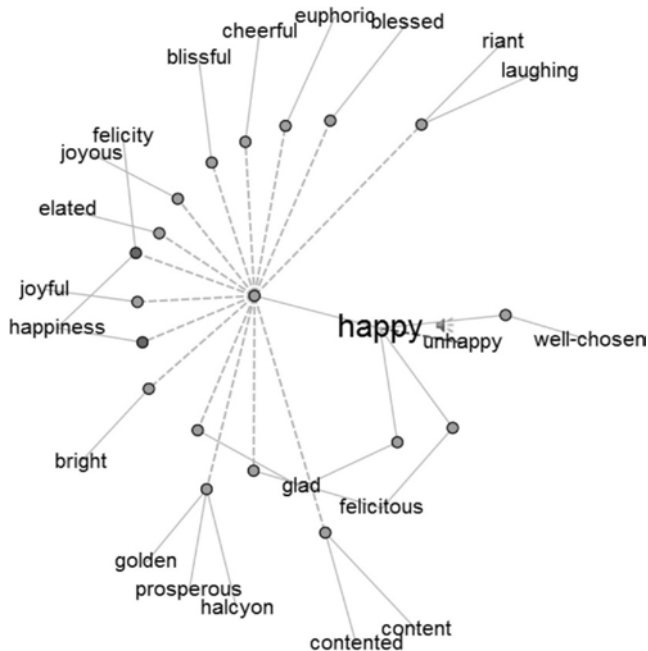 euphoric
blessed
cheerful
riant
blissful
laughing
felicity
joyous
elated
joyful
happiness
happy
unhappy
well-chosen
bright
glad
felicitous
golden
prosperous
halcyon
content
contented